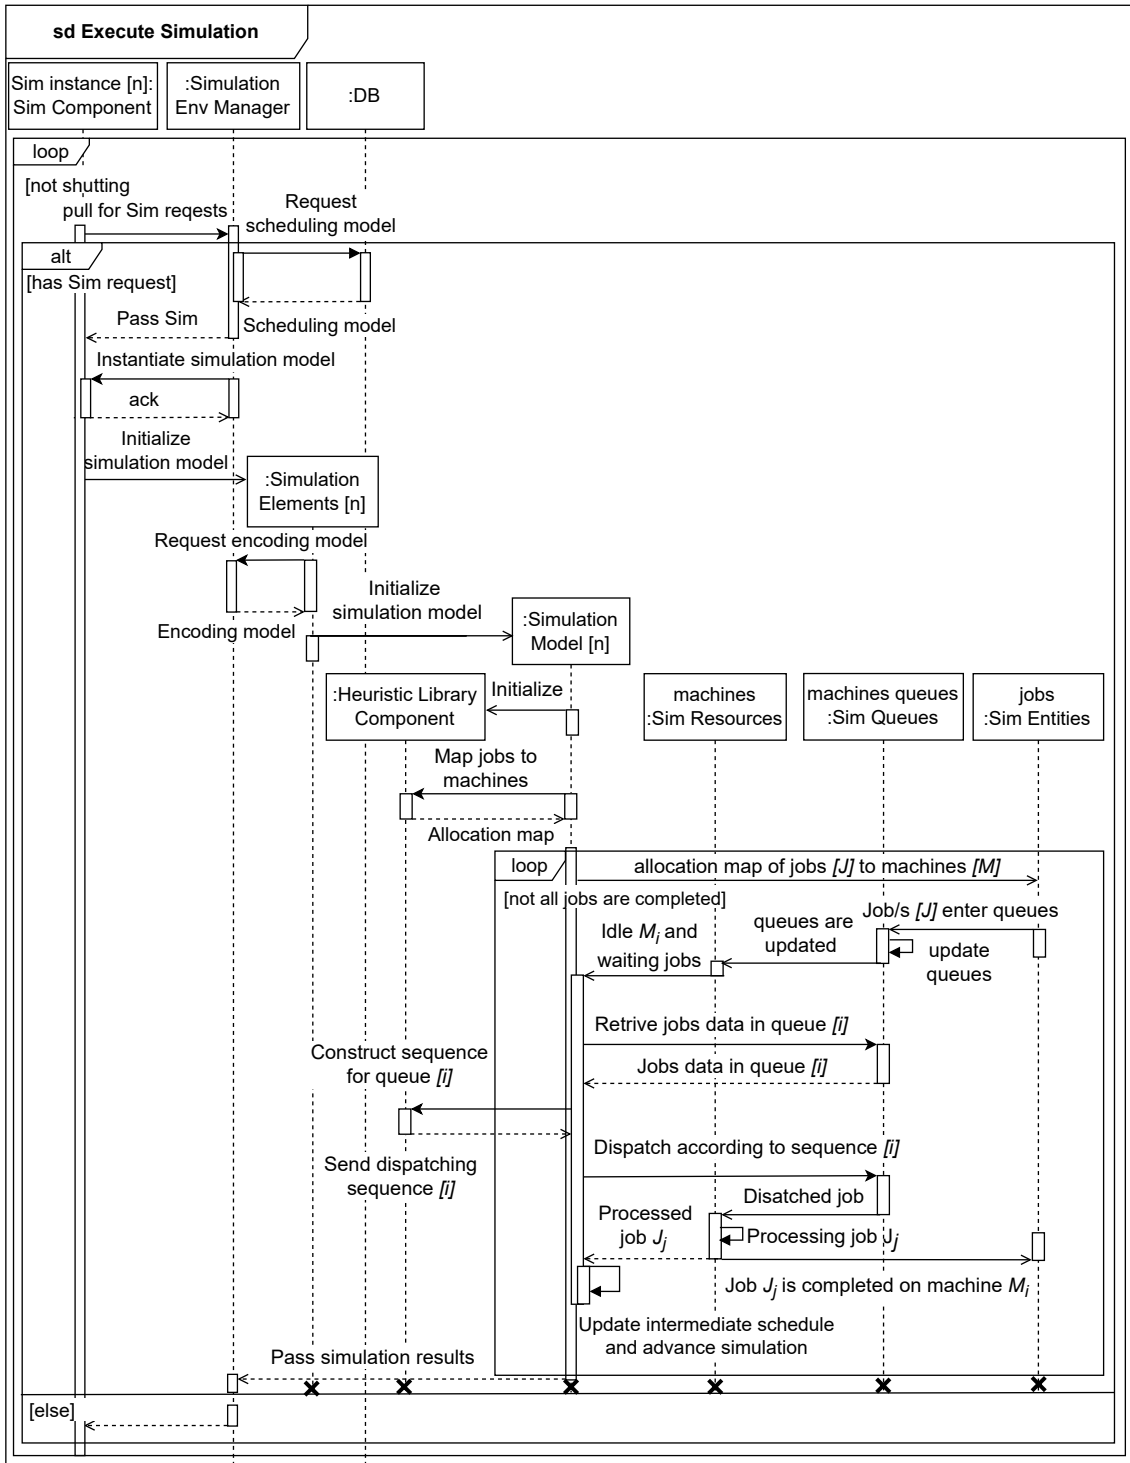 sd Execute Simulation
Sim instance [n]:
Sim Component
:Simulation
Env Manager
:DB
loop
[not shutting
pull for Sim reqests
Request
scheduling model
alt
[has Sim request]
Pass Sim
Scheduling model
Instantiate simulation model
ack
Initialize
simulation model
:Simulation
Elements [n]
Request encoding model
Encoding model
Initialize
simulation model
:Simulation
Model [n]
:Heuristic Library
Component
Initialize
machines
:Sim Resources
machines queues
:Sim Queues
jobs
:Sim Entities
Map jobs to
machines
Allocation map
loop
allocation map of jobs [J] to machines [M]
[not all jobs are completed]
Job/s [J] enter queues
queues are
updated
update
queues
Idle Mi and
waiting jobs
Retrive jobs data in queue [i]
Construct sequence
for queue [i]
Jobs data in queue [i]
Dispatch according to sequence [i]
Send dispatching
sequence [i]
Disatched job
Processed
job Jj
Processing job Jj
Job Jj is completed on machine Mi
Update intermediate schedule
and advance simulation
Pass simulation results
[else]